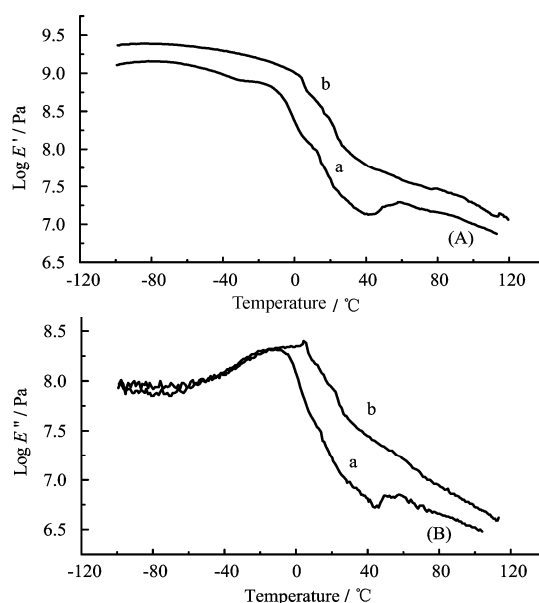 9.5
9.0
8.5
8.0
7.5
7.0
6.5
Log E′ / Pa
b
a
(A)
-120 -80 -40 0 40 80 120
Temperature / ℃
8.5
8.0
7.5
7.0
6.5
Log E″ / Pa
b
a
(B)
-120 -80 -40 0 40 80 120
Temperature / ℃